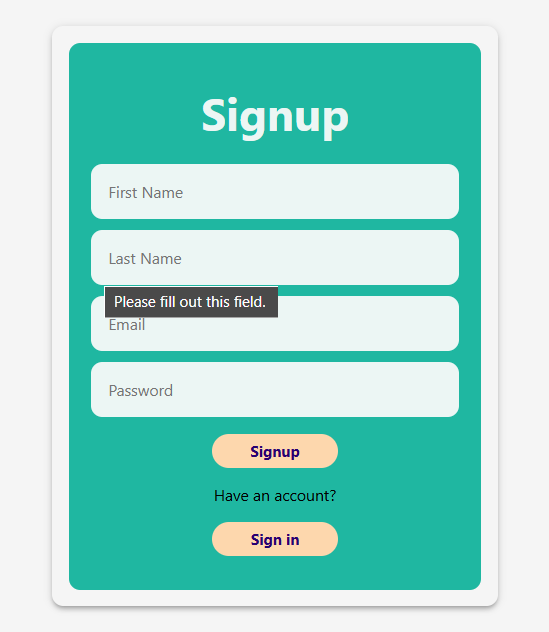 Signup
First Name
Last Name
Please fill out this field.
Email
Password
Signup
Have an account?
Sign in